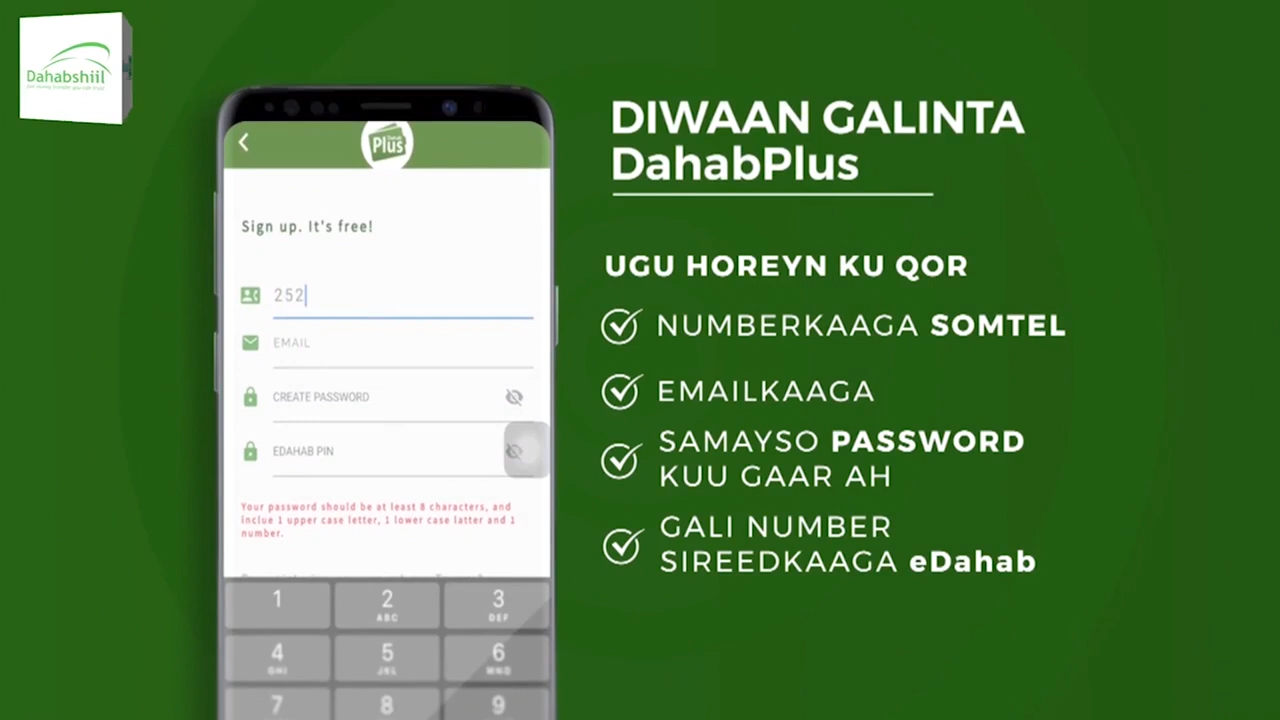 Dahabshiil
DIWAAN GALINTA
DahabPlus
Plus
Sign up. It's free!
252
EMAIL
CREATE PASSWORD
EDAHAB PIN
Your password should be at least 8 characters, and
inclue 1 upper case letter, 1 lower case latter and 1
number.
1
2
ABC
3
DEF
4
GHI
5
JKL
6
MNO
7
8
9
UGU HOREYN KU QOR
NUMBERKAAGA SOMTEL
EMAILKAAGA
SAMAYSO PASSWORD
KUU GAAR AH
GALI NUMBER
SIREEDKAAGA eDahab